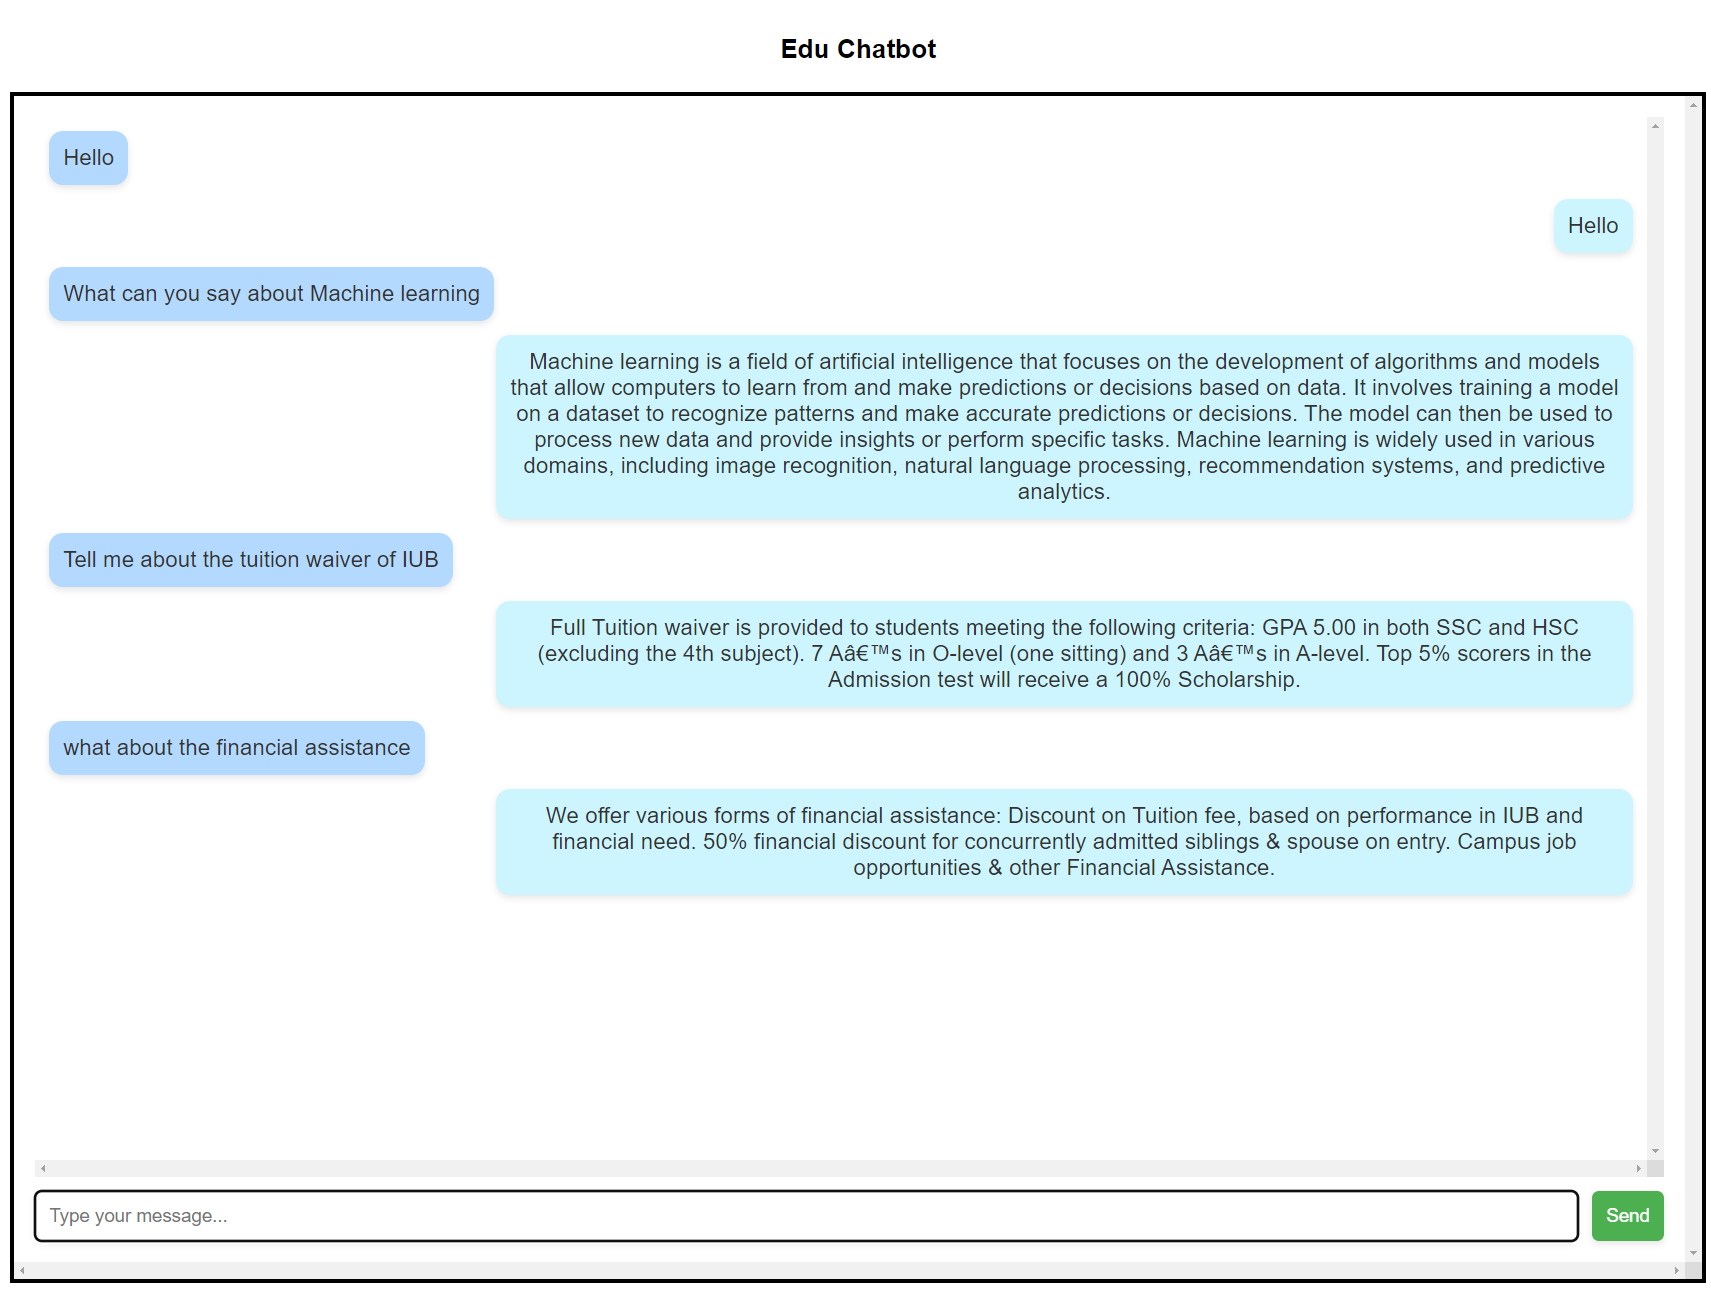 Edu Chatbot
Hello
Hello
What can you say about Machine learning
Machine learning is a field of artificial intelligence that focuses on the development of algorithms and models
that allow computers to learn from and make predictions or decisions based on data. It involves training a model
on a dataset to recognize patterns and make accurate predictions or decisions. The model can then be used to
process new data and provide insights or perform specific tasks. Machine learning is widely used in various
domains, including image recognition, natural language processing, recommendation systems, and predictive
analytics.
Tell me about the tuition waiver of IUB
Full Tuition waiver is provided to students meeting the following criteria: GPA 5.00 in both SSC and HSC
(excluding the 4th subject). 7 Aâ€™s in O-level (one sitting) and 3 Aâ€™s in A-level. Top 5% scorers in the
Admission test will receive a 100% Scholarship.
what about the financial assistance
We offer various forms of financial assistance: Discount on Tuition fee, based on performance in IUB and
financial need. 50% financial discount for concurrently admitted siblings & spouse on entry. Campus job
opportunities & other Financial Assistance.
Type your message...
Send